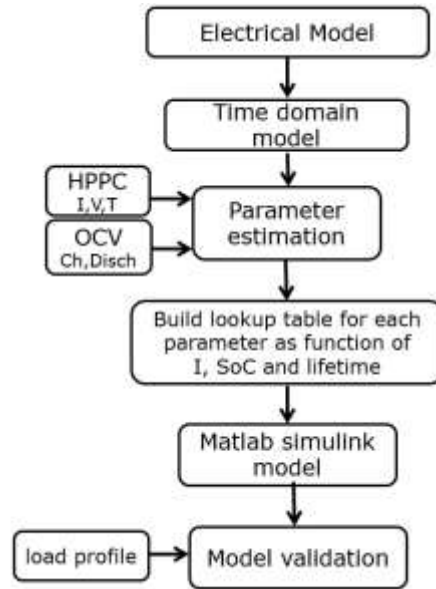 Electrical Model
Time domain
model
HPPC
I,V,T
Parameter
estimation
OCV
Ch,Disch
Build lookup table for each
parameter as function of
I, SoC and lifetime
Matlab simulink
model
load profile
Model validation